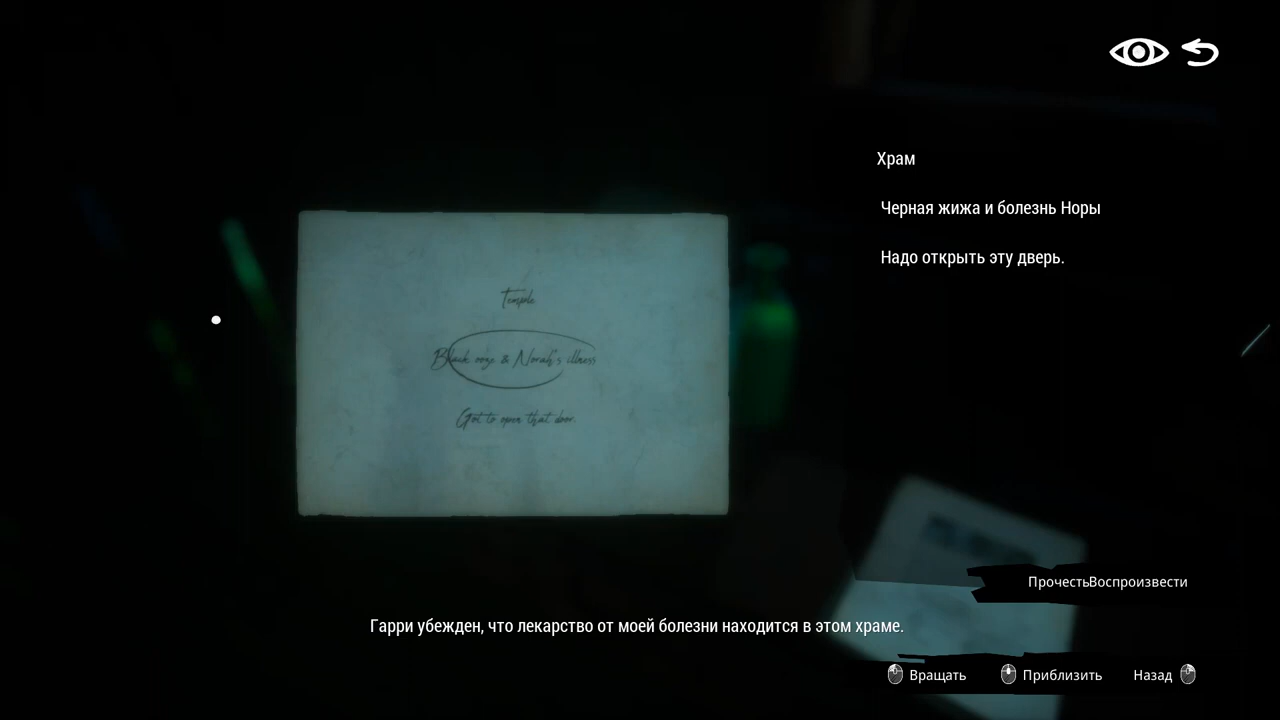 Храм
Черная жижа и болезнь Норы
Надо открыть эту дверь.
Temple
Black ooze & Norah's illness
Got to open that door.
ПрочестьВоспроизвести
Гарри убежден, что лекарство от моей болезни находится в этом храме.
Вращать Приблизить Назад